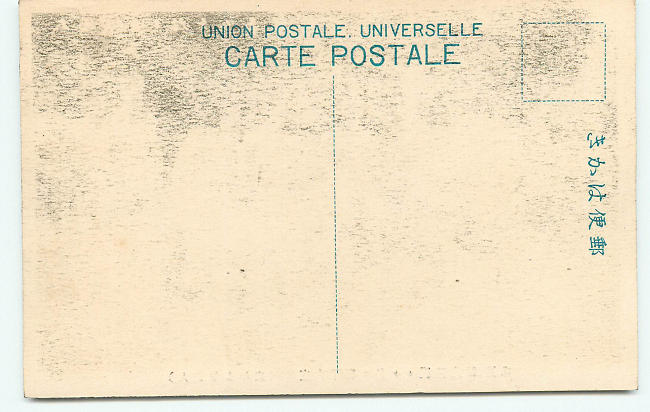 UNION POSTALE UNIVERSELLE
CARTE POSTALE
郵便はかき